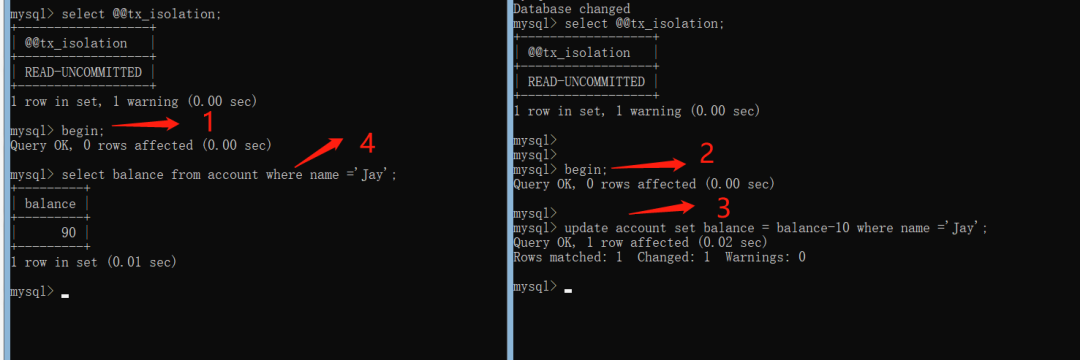 mysql> select @@tx_isolation;
+------------------+
| @@tx_isolation   |
+------------------+
| READ-UNCOMMITTED |
+------------------+
1 row in set, 1 warning (0.00 sec)
mysql> begin;
1
Query OK, 0 rows affected (0.00 sec)
4
mysql> select balance from account where name ='Jay';
+---------+
| balance |
+---------+
|      90 |
+---------+
1 row in set (0.01 sec)
mysql>
Database changed
mysql> select @@tx_isolation;
+------------------+
| @@tx_isolation   |
+------------------+
| READ-UNCOMMITTED |
+------------------+
1 row in set, 1 warning (0.00 sec)
mysql>
mysql>
mysql> begin;
2
Query OK, 0 rows affected (0.00 sec)
mysql>
3
mysql> update account set balance = balance-10 where name ='Jay';
Query OK, 1 row affected (0.02 sec)
Rows matched: 1  Changed: 1  Warnings: 0
mysql>